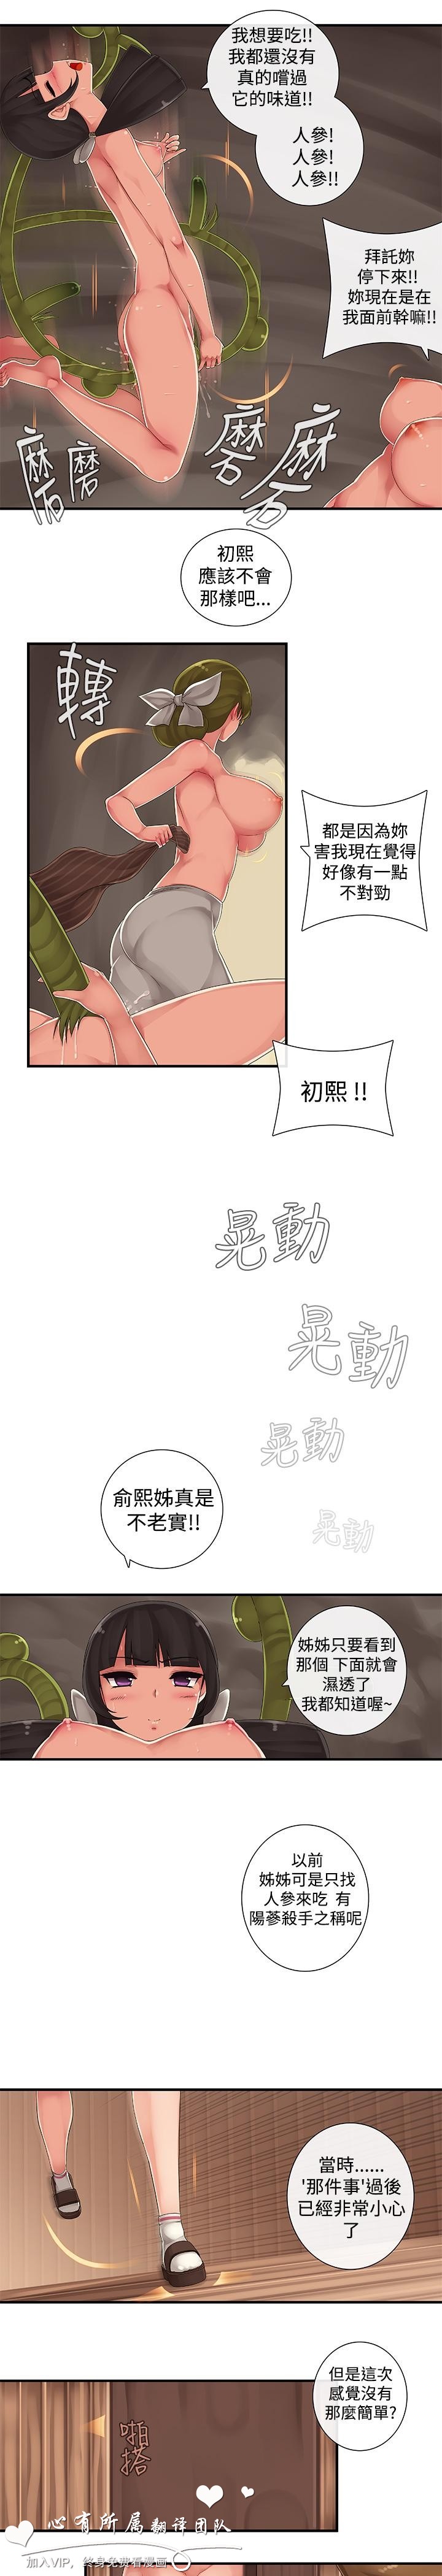 我想要吃!!
我都還沒有
真的嚐過
它的味道!!
人參!
人參!
人參!!
拜託妳
停下來!!
妳現在是在
我面前幹嘛!!
磨
磨
磨
磨
初熙
應該不會
那樣吧...
轉
都是因為妳
害我現在覺得
好像有一點
不對勁
初熙 !!
晃動
晃動
晃動
晃動
俞熙姊真是
不老實!!
姊姊只要看到
那個 下面就會
濕透了
我都知道喔~
以前
姊姊可是只找
人參來吃 有
陽蔘殺手之稱呢
當時......
'那件事'過後
已經非常小心
了
但是這次
感覺沒有
那麼簡單?
啪搭
心有所属翻译团队
加入VIP，终身免费看漫画